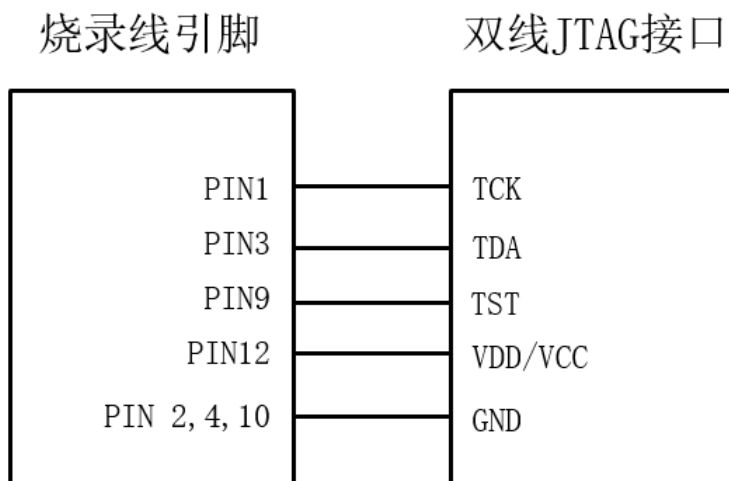 烧录线引脚
双线JTAG接口
PIN1
TCK
PIN3
TDA
PIN9
TST
PIN12
VDD/VCC
PIN 2,4,10
GND